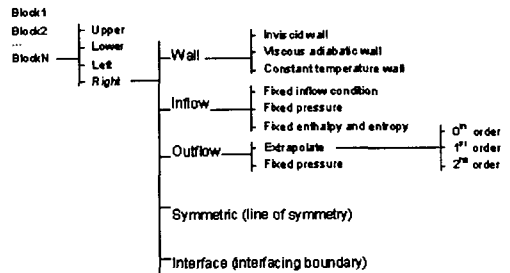 Block1
Block2
...
BlockN
Upper
Lower
Left
Right
Wall
Inviscid wall
Viscous adiabatic wall
Constant temperature wall
Inflow
Fixed inflow condition
Fixed pressure
Fixed enthalpy and entropy
Outflow
Extrapolate
Fixed pressure
0th order
1st order
2nd order
Symmetric (line of symmetry)
Interface (interfacing boundary)